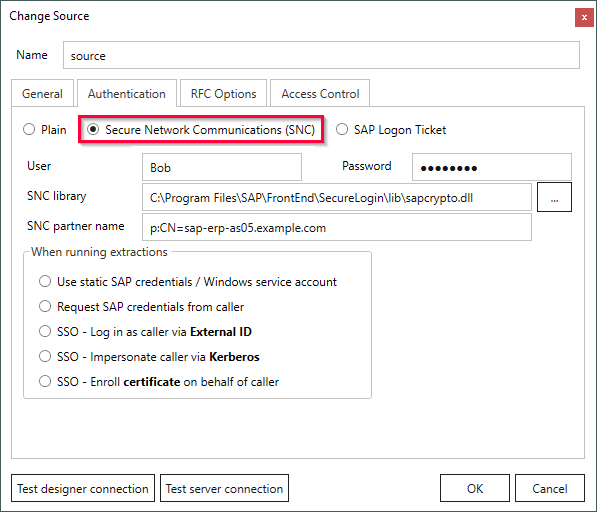 Change Source
x
Name source
General Authentication RFC Options Access Control
Plain Secure Network Communications (SNC) SAP Logon Ticket
User Bob Password ●●●●●●●●
SNC library C:\Program Files\SAP\FrontEnd\SecureLogin\lib\sapcrypto.dll ...
SNC partner name p:CN=sap-erp-as05.example.com
When running extractions
Use static SAP credentials / Windows service account
Request SAP credentials from caller
SSO - Log in as caller via External ID
SSO - Impersonate caller via Kerberos
SSO - Enroll certificate on behalf of caller
Test designer connection Test server connection OK Cancel